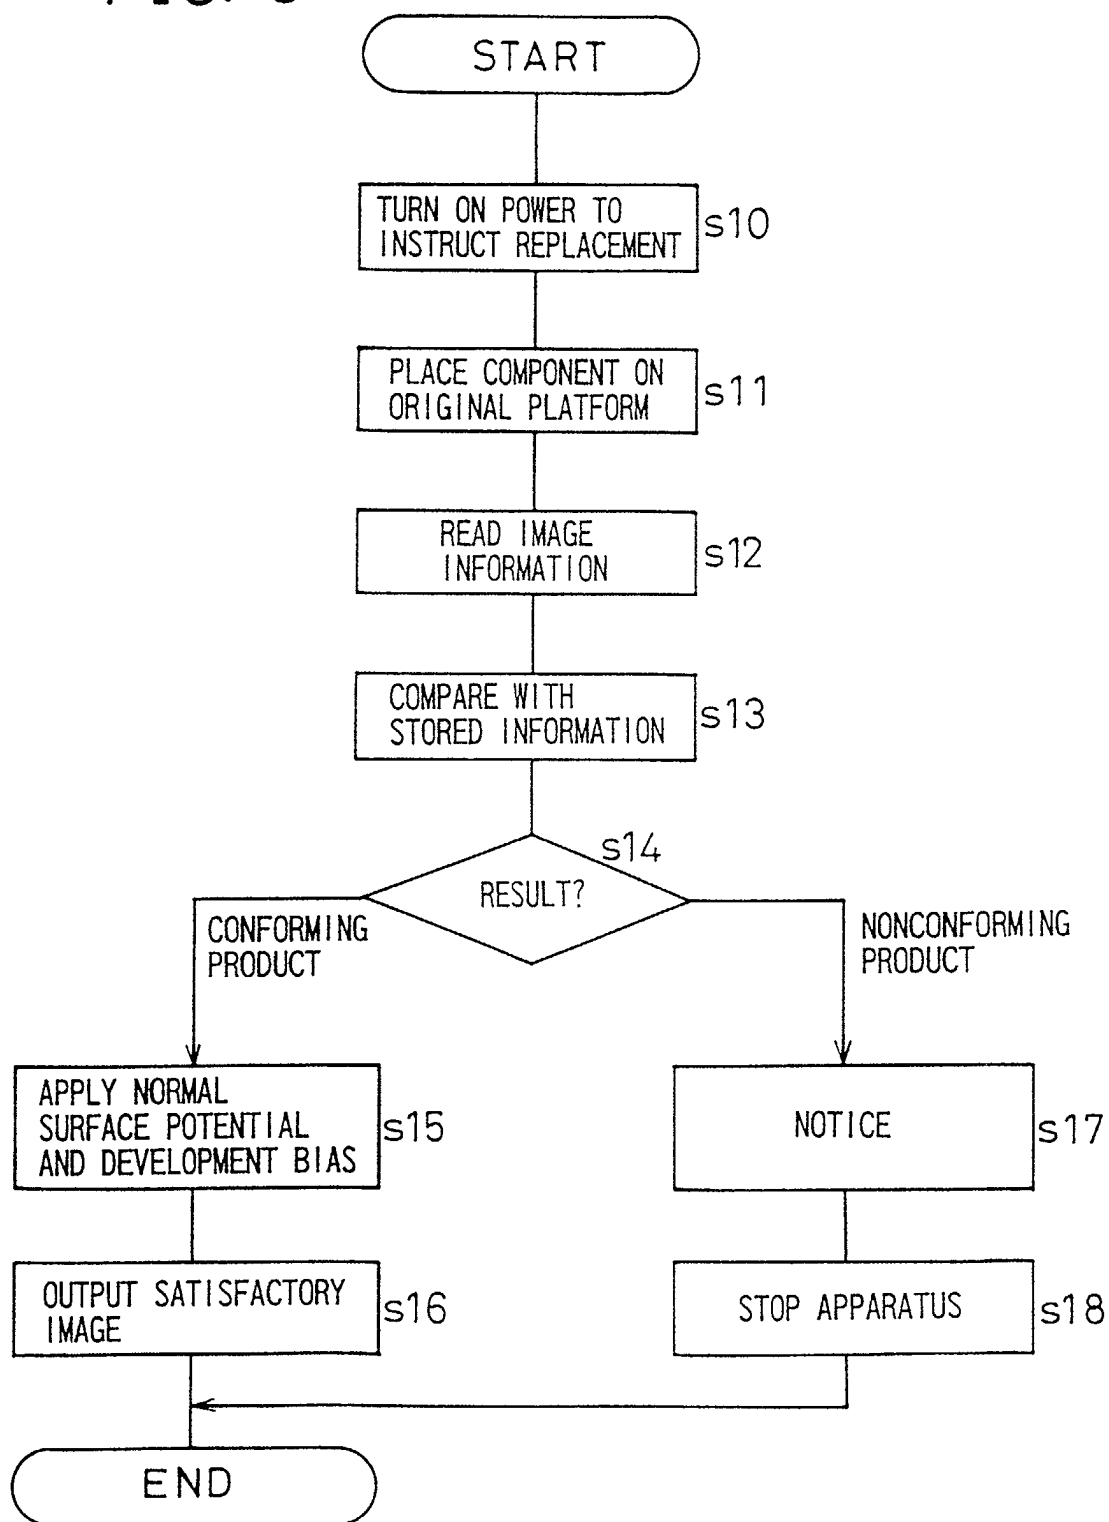 START
TURN ON POWER TO
INSTRUCT REPLACEMENT
s10
PLACE COMPONENT ON
ORIGINAL PLATFORM
s11
READ IMAGE
INFORMATION
s12
COMPARE WITH
STORED INFORMATION
s13
s14
RESULT?
CONFORMING
PRODUCT
NONCONFORMING
PRODUCT
APPLY NORMAL
SURFACE POTENTIAL
AND DEVELOPMENT BIAS
s15
NOTICE
s17
OUTPUT SATISFACTORY
IMAGE
s16
STOP APPARATUS
s18
END